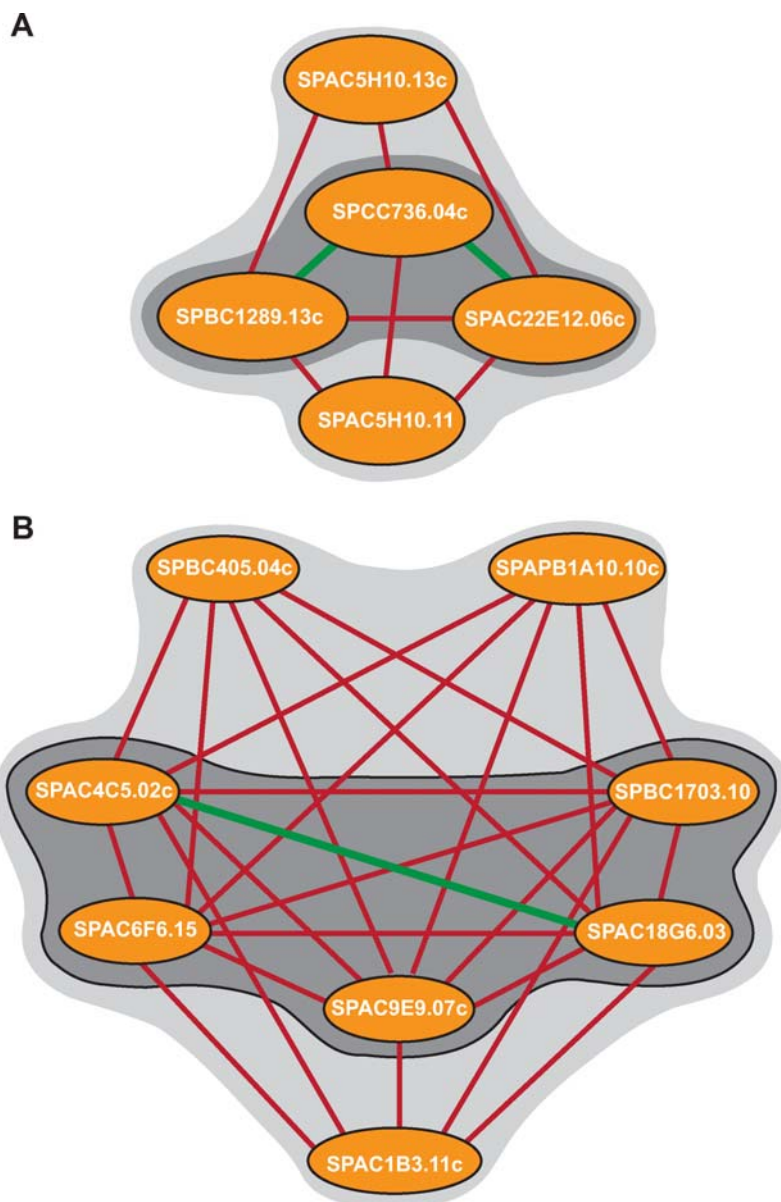 A
SPAC5H10.13c
SPCC736.04c
SPBC1289.13c
SPAC22E12.06c
SPAC5H10.11
B
SPBC405.04c
SPAPB1A10.10c
SPAC4C5.02c
SPBC1703.10
SPAC6F6.15
SPAC18G6.03
SPAC9E9.07c
SPAC1B3.11c